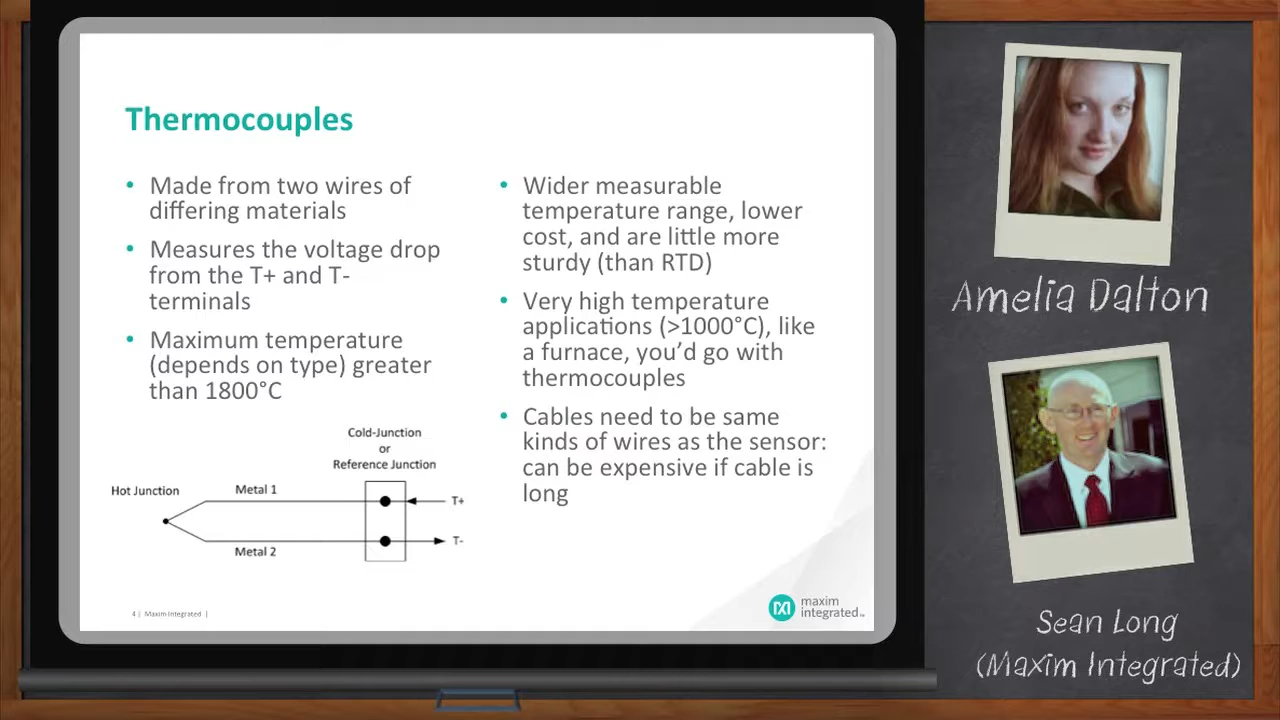 Thermocouples
• Made from two wires of
differing materials
• Measures the voltage drop
from the T+ and T-
terminals
• Maximum temperature
(depends on type) greater
than 1800°C
Cold-Junction
or
Reference Junction
Hot Junction
Metal 1
T+
Metal 2
T-
• Wider measurable
temperature range, lower
cost, and are little more
sturdy (than RTD)
• Very high temperature
applications (>1000°C), like
a furnace, you’d go with
thermocouples
• Cables need to be same
kinds of wires as the sensor:
can be expensive if cable is
long
4 | Maxim Integrated |
maxim
integrated™
Amelia Dalton
Sean Long
(Maxim Integrated)